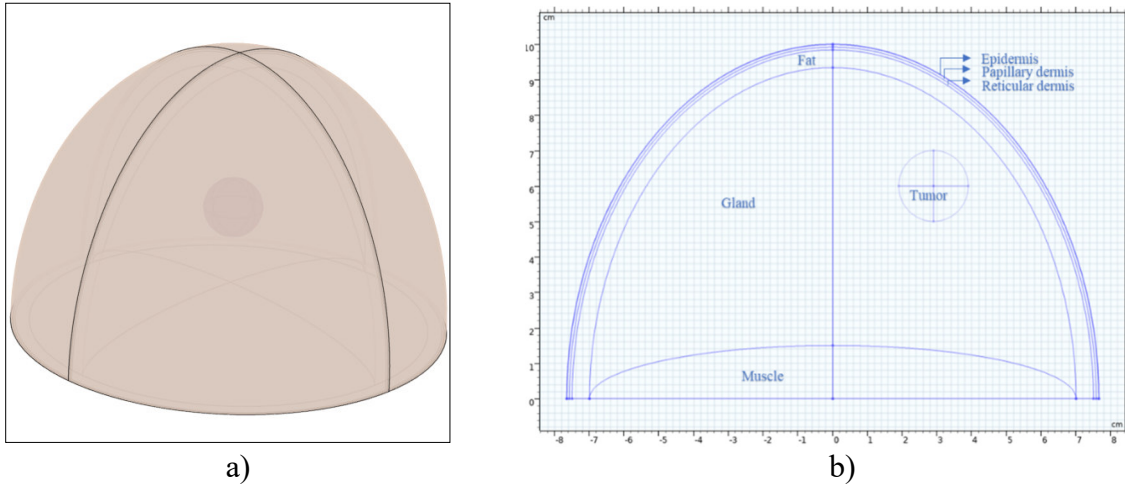 cm
10
9
8
7
6
5
4
3
2
1
0
Fat
Epidermis
Papillary dermis
Reticular dermis
Tumor
Gland
Muscle
-8 -7 -6 -5 -4 -3 -2 -1 0 1 2 3 4 5 6 7 8
cm
a) b)